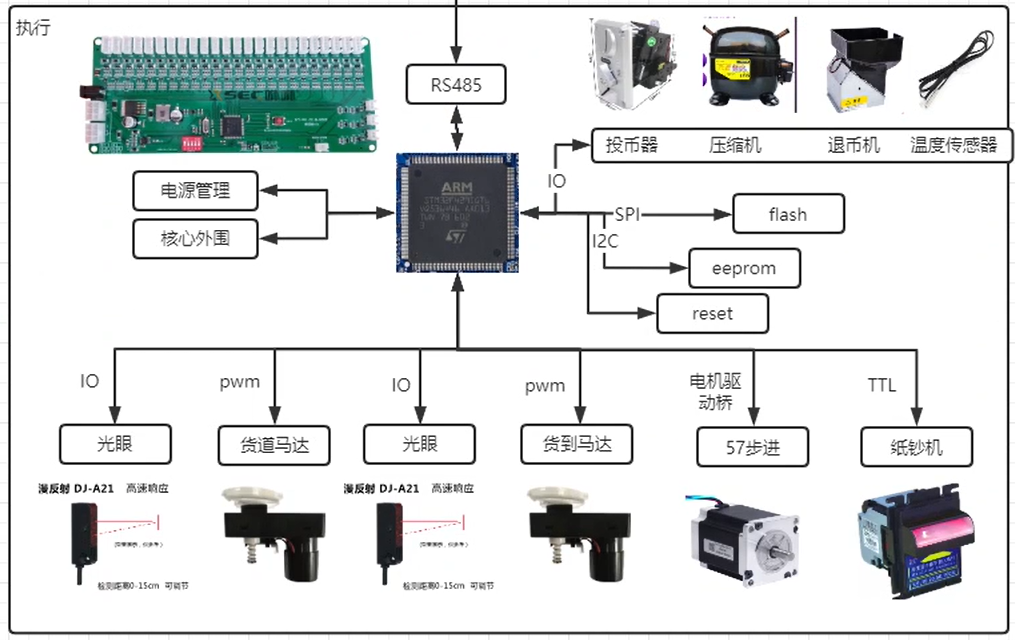 执行
RS485
投币器 压缩机 退币机 温度传感器
IO
电源管理
ARM
SPI
flash
核心外围
I2C
eeprom
reset
IO
pwm
IO
pwm
电机驱
动桥
TTL
光眼
货道马达
光眼
货到马达
57步进
纸钞机
漫反射 DJ-A21 高速响应
漫反射 DJ-A21 高速响应
检测距离0-15cm 可调节
检测距离0-15cm 可调节